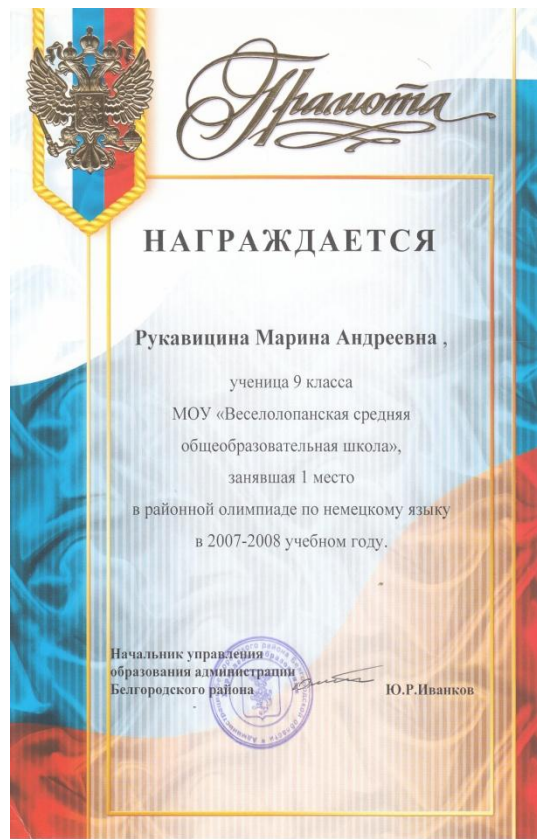 Грамота
НАГРАЖДАЕТСЯ
Рукавицина Марина Андреевна ,
ученица 9 класса
МОУ «Веселолопанская средняя
общеобразовательная школа»,
занявшая 1 место
в районной олимпиаде по немецкому языку
в 2007-2008 учебном году.
Начальник управления
образования администрации
Белгородского района
Ю.Р.Иванков